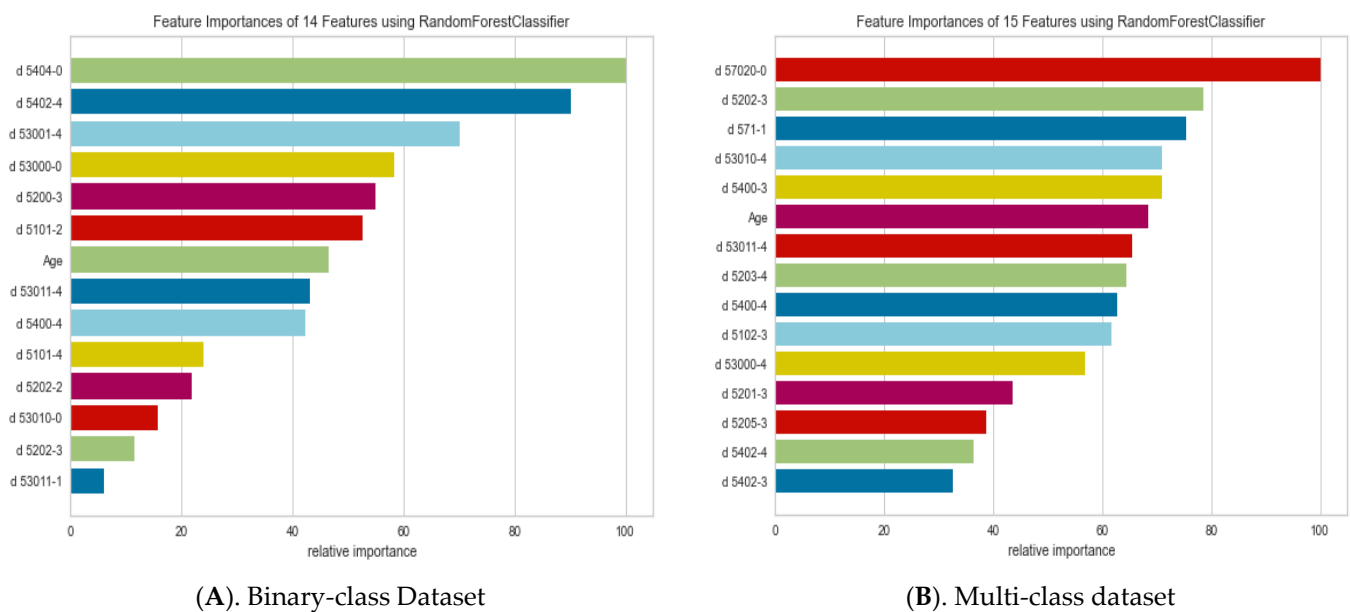 Feature Importances of 14 Features using RandomForestClassifier
d 5404-0
d 5402-4
d 53001-4
d 53000-0
d 5200-3
d 5101-2
Age
d 53011-4
d 5400-4
d 5101-4
d 5202-2
d 53010-0
d 5202-3
d 53011-1
0 20 40 60 80 100
relative importance
(A). Binary-class Dataset
Feature Importances of 15 Features using RandomForestClassifier
d 57020-0
d 5202-3
d 571-1
d 53010-4
d 5400-3
Age
d 53011-4
d 5203-4
d 5400-4
d 5102-3
d 53000-4
d 5201-3
d 5205-3
d 5402-4
d 5402-3
0 20 40 60 80 100
relative importance
(B). Multi-class dataset